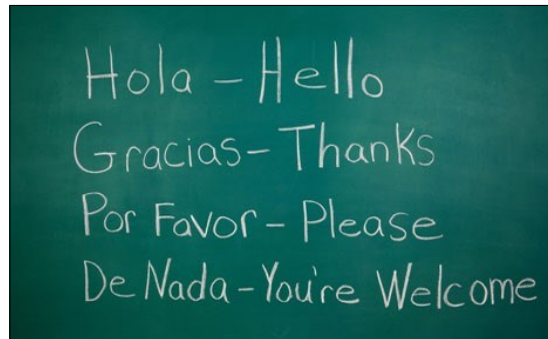 Hola – Hello
Gracias – Thanks
Por Favor – Please
De Nada – You're Welcome